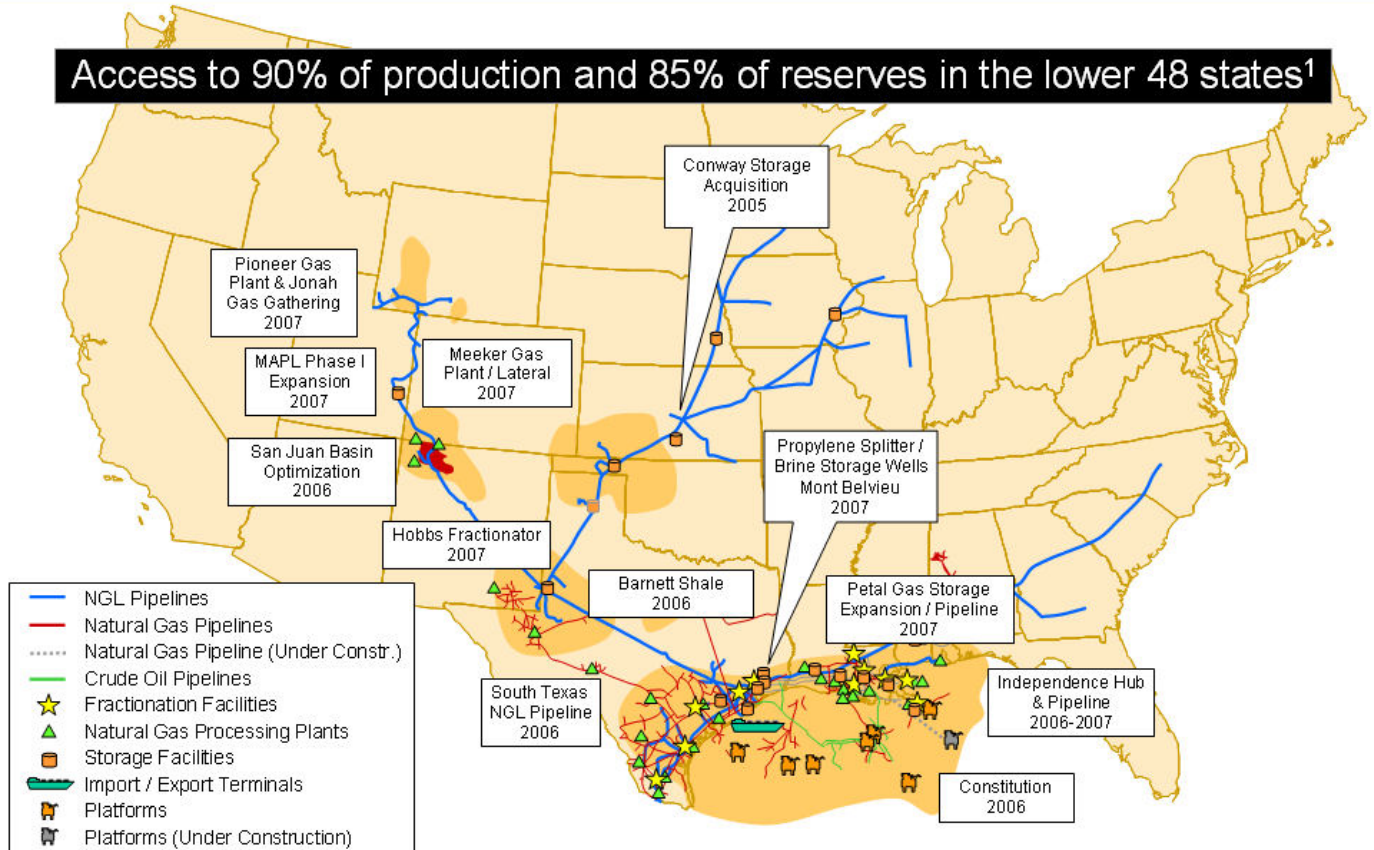 Access to 90% of production and 85% of reserves in the lower 48 states¹
Conway Storage
Acquisition
2005
Pioneer Gas
Plant & Jonah
Gas Gathering
2007
MAPL Phase I
Expansion
2007
Meeker Gas
Plant / Lateral
2007
San Juan Basin
Optimization
2006
Propylene Splitter /
Brine Storage Wells
Mont Belvieu
2007
Hobbs Fractionator
2007
Barnett Shale
2006
Petal Gas Storage
Expansion / Pipeline
2007
South Texas
NGL Pipeline
2006
Independence Hub
& Pipeline
2006-2007
Constitution
2006
NGL Pipelines
Natural Gas Pipelines
Natural Gas Pipeline (Under Constr.)
Crude Oil Pipelines
Fractionation Facilities
Natural Gas Processing Plants
Storage Facilities
Import / Export Terminals
Platforms
Platforms (Under Construction)